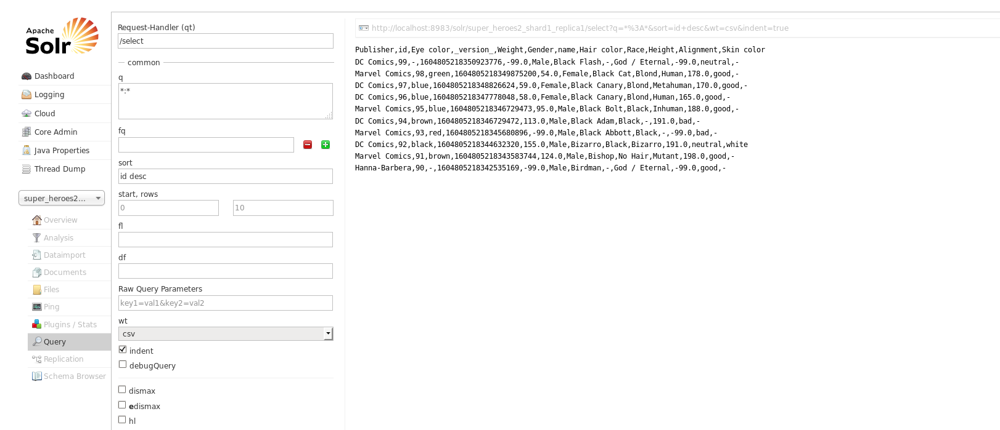 Apache
Solr
Dashboard
Logging
Cloud
Core Admin
Java Properties
Thread Dump
super_heroes2...
Overview
Analysis
Dataimport
Documents
Files
Ping
Plugins / Stats
Query
Replication
Schema Browser
Request-Handler (qt)
/select
common
q
*:*
fq
sort
id desc
start, rows
0 10
fl
df
Raw Query Parameters
key1=val1&key2=val2
wt
csv
indent
debugQuery
dismax
edismax
hl
http://localhost:8983/solr/super_heroes2_shard1_replica1/select?q=*%3A*&sort=id+desc&wt=csv&indent=true
Publisher,id,Eye color,_version_,Weight,Gender,name,Hair color,Race,Height,Alignment,Skin color
DC Comics,99,-,1604805218350923776,-99.0,Male,Black Flash,-,God / Eternal,-99.0,neutral,-
Marvel Comics,98,green,1604805218349875200,54.0,Female,Black Cat,Blond,Human,178.0,good,-
DC Comics,97,blue,1604805218348826624,59.0,Female,Black Canary,Blond,Metahuman,170.0,good,-
DC Comics,96,blue,1604805218347778048,58.0,Female,Black Canary,Blond,Human,165.0,good,-
Marvel Comics,95,blue,1604805218346729473,95.0,Male,Black Bolt,Black,Inhuman,188.0,good,-
DC Comics,94,brown,1604805218346729472,113.0,Male,Black Adam,Black,-,191.0,bad,-
Marvel Comics,93,red,1604805218345680896,-99.0,Male,Black Abbott,Black,-,-99.0,bad,-
DC Comics,92,black,1604805218344632320,155.0,Male,Bizarro,Black,Bizarro,191.0,neutral,white
Marvel Comics,91,brown,1604805218343583744,124.0,Male,Bishop,No Hair,Mutant,198.0,good,-
Hanna-Barbera,90,-,1604805218342535169,-99.0,Male,Birdman,-,God / Eternal,-99.0,good,-